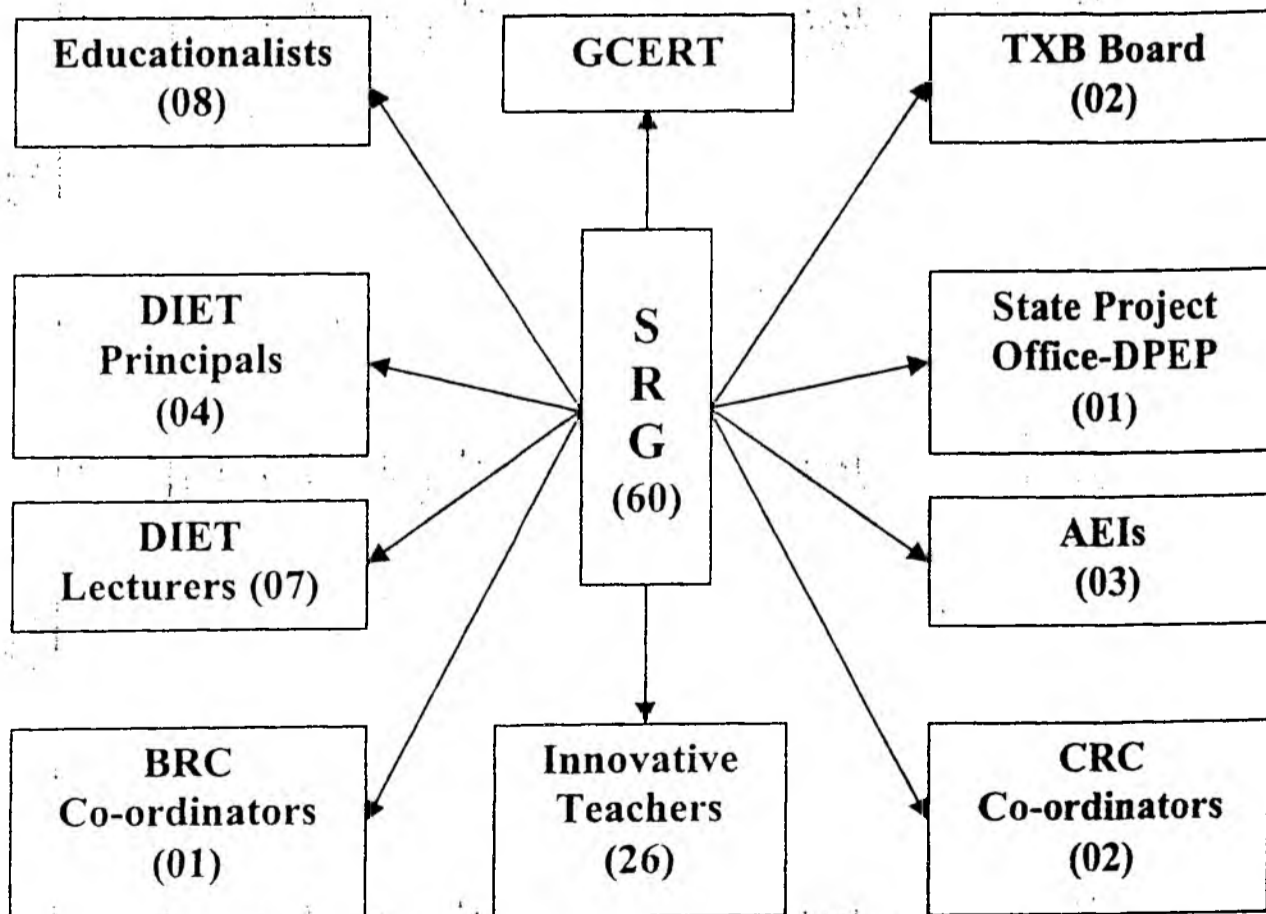 Educationalists
(08)
GCERT
TXB Board
(02)
DIET
Principals
(04)
S
R
G
(60)
State Project
Office-DPEP
(01)
DIET
Lecturers (07)
AEIs
(03)
BRC
Co-ordinators
(01)
Innovative
Teachers
(26)
CRC
Co-ordinators
(02)